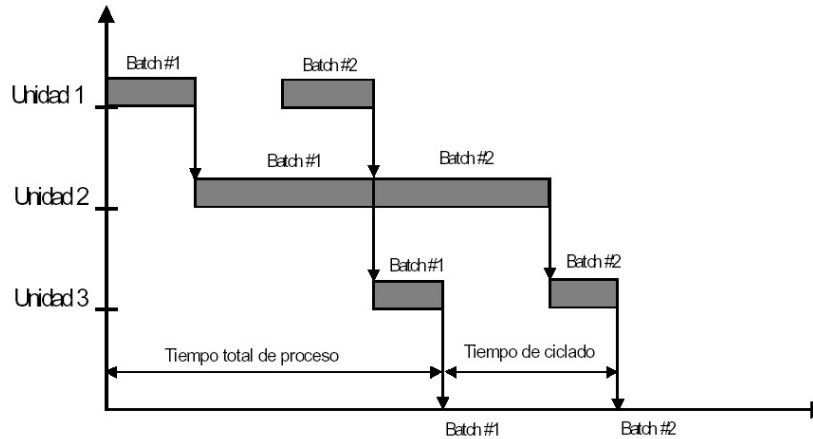 Batch #1
Batch #2
Unidad 1
Batch #1
Batch #2
Unidad 2
Batch #1
Batch #2
Unidad 3
Tiempo total de proceso
Tiempo de ciclado
Batch #1
Batch #2